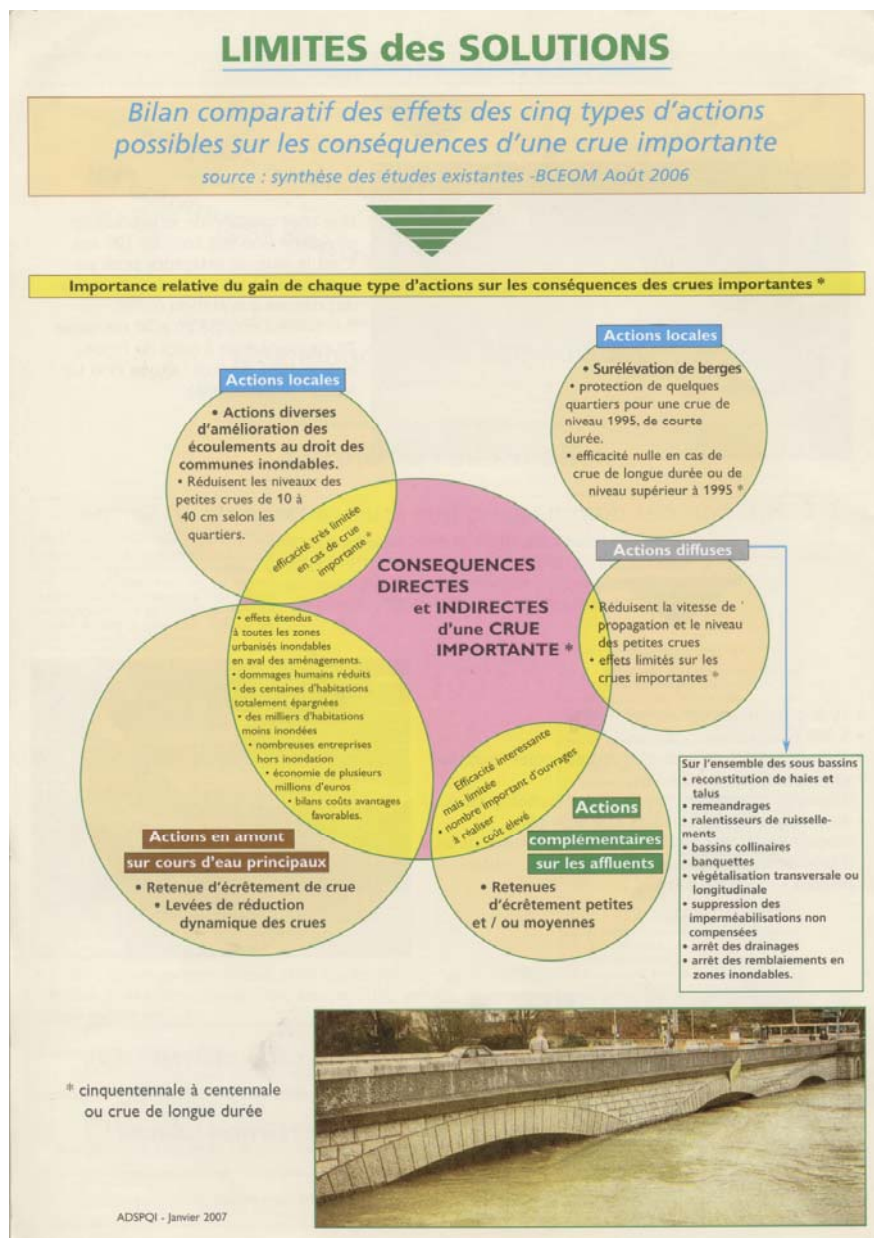 LIMITES des SOLUTIONS
Bilan comparatif des effets des cinq types d'actions
possibles sur les conséquences d'une crue importante
source : synthèse des études existantes -BCEOM Août 2006
Importance relative du gain de chaque type d'actions sur les conséquences des crues importantes *
Actions locales
• Surélévation de berges
• protection de quelques
quartiers pour une crue de
niveau 1995, de courte
durée.
• efficacité nulle en cas de
crue de longue durée ou de
niveau supérieur à 1995 *
Actions locales
• Actions diverses
d'amélioration des
écoulements au droit des
communes inondables.
• Réduisent les niveaux des
petites crues de 10 à
40 cm selon les
quartiers.
efficacité très limitée
en cas de crue
importante *
CONSEQUENCES
DIRECTES
et INDIRECTES
d'une CRUE
IMPORTANTE *
Actions diffuses
• Réduisent la vitesse de
propagation et le niveau
des petites crues
• effets limités sur les
crues importantes *
• effets étendus
à toutes les zones
urbanisés inondables
en aval des aménagements.
• dommages humains réduits
• des centaines d'habitations
totalement épargnées
• des milliers d'habitations
moins inondées
• nombreuses entreprises
hors inondation
• économie de plusieurs
millions d'euros
• bilans coûts avantages
favorables.
Actions en amont
sur cours d'eau principaux
• Retenue d'écrêtement de crue
• Levées de réduction
dynamique des crues
Efficacité interessante
mais limitée
• nombre important d'ouvrages
à réaliser
• coût élevé
Actions
complémentaires
sur les affluents
• Retenues
d'écrêtement petites
et / ou moyennes
Sur l'ensemble des sous bassins
• reconstitution de haies et
talus
• remeandrages
• ralentisseurs de ruisselle-
ments
• bassins collinaires
• banquettes
• végétalisation transversale ou
longitudinale
• suppression des
imperméabilisations non
compensées
• arrêt des drainages
• arrêt des remblaiements en
zones inondables.
* cinquentennale à centennale
ou crue de longue durée
ADSPQI - Janvier 2007